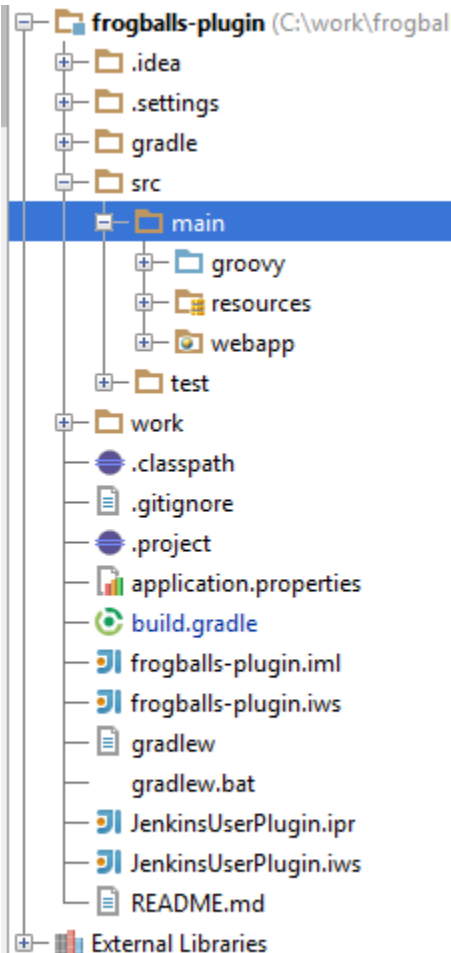 frogballs-plugin (C:\work\frogball
.idea
.settings
gradle
src
main
groovy
resources
webapp
test
work
.classpath
.gitignore
.project
application.properties
build.gradle
frogballs-plugin.iml
frogballs-plugin.iws
gradlew
gradlew.bat
JenkinsUserPlugin.ipr
JenkinsUserPlugin.iws
README.md
External Libraries